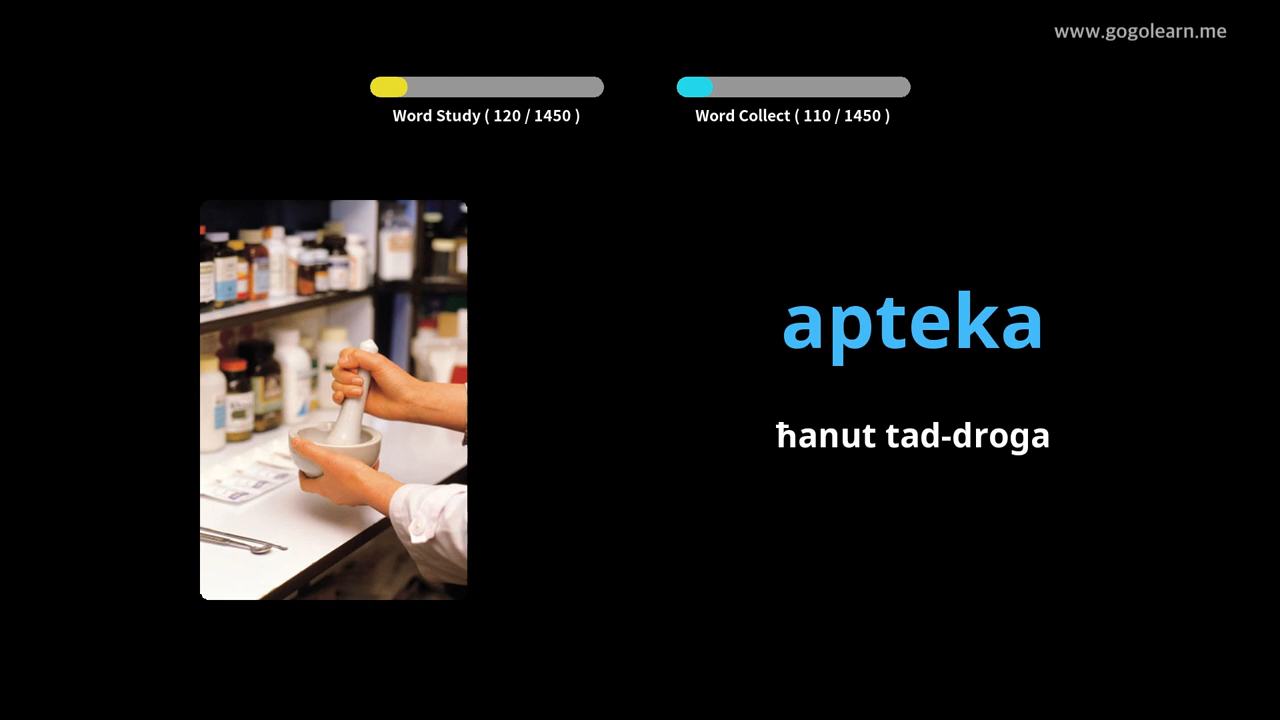 www.gogolearn.me
Word Study ( 120 / 1450 )
Word Collect ( 110 / 1450 )
apteka
ħanut tad-droga